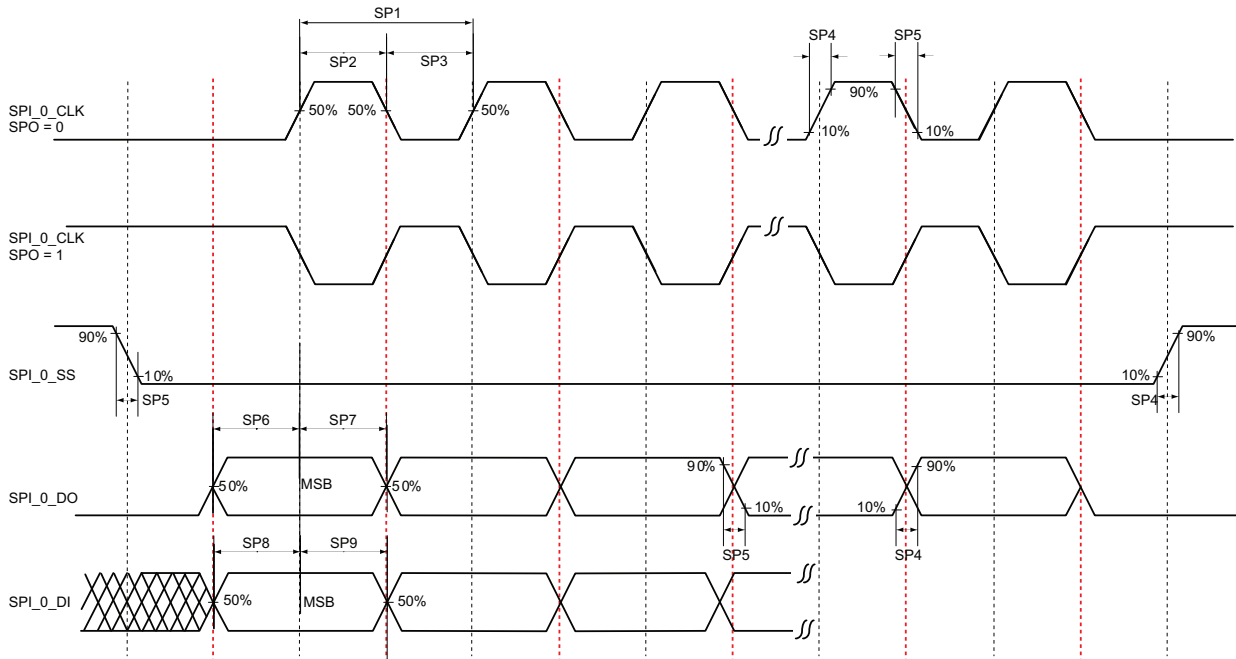 SP1
SP2
SP3
SP4
SP5
SPI_0_CLK
SPO = 0
50%
50%
50%
90%
10%
10%
SPI_0_CLK
SPO = 1
90%
SPI_0_SS
10%
SP5
10%
90%
SP4
SP6
SP7
SPI_0_DO
50%
MSB
50%
90%
10%
SP5
10%
90%
SP4
SP8
SP9
SPI_0_DI
50%
MSB
50%